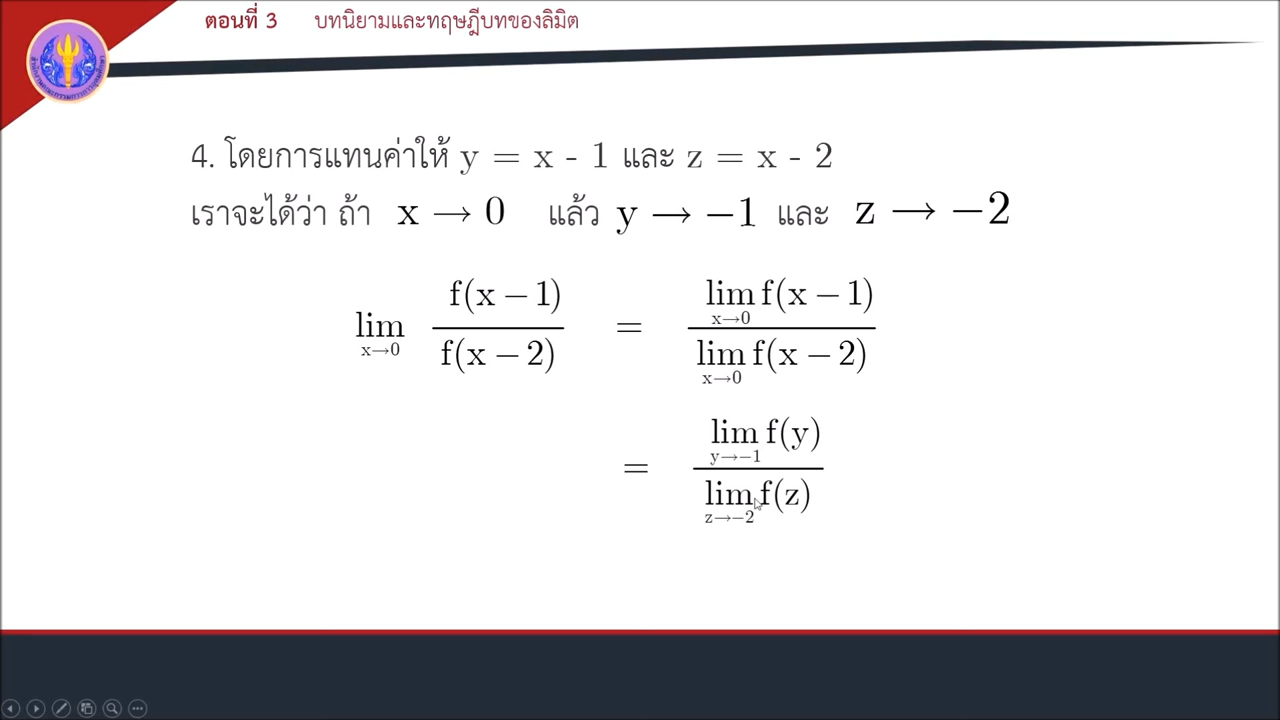 ตอนที่ 3 บทนิยามและทฤษฎีบทของลิมิต
4. โดยการแทนค่าให้ y = x - 1 และ z = x - 2
เราจะได้ว่า ถ้า x → 0 แล้ว y → −1 และ z → −2
lim x→0 f(x − 1) / f(x − 2) = lim x→0 f(x − 1) / lim x→0 f(x − 2)
= lim y→−1 f(y) / lim z→−2 f(z)